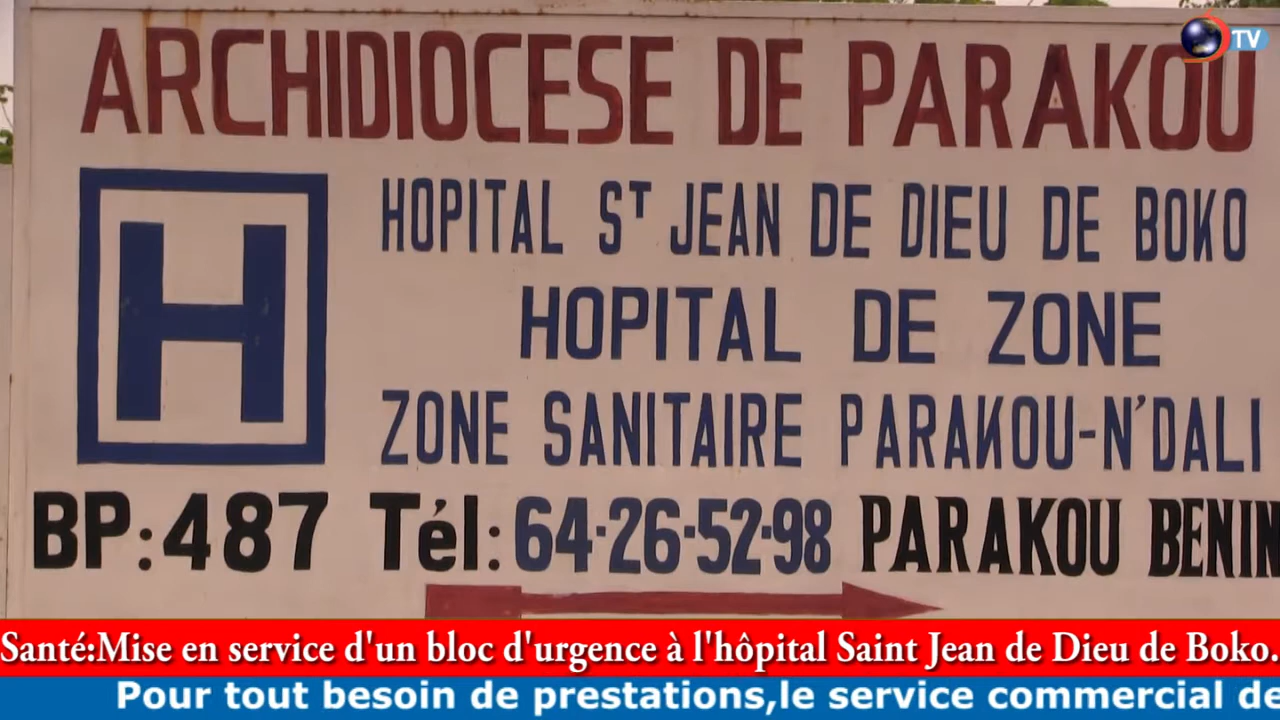 ARCHIDIOCESE DE PARAKOU
TV
H
HOPITAL ST JEAN DE DIEU DE BOKO
HOPITAL DE ZONE
ZONE SANITAIRE PARAKOU-N'DALI
BP:487 Tél: 64-26-52-98 PARAKOU BENIN
Santé:Mise en service d'un bloc d'urgence à l'hôpital Saint Jean de Dieu de Boko.
Pour tout besoin de prestations,le service commercial de